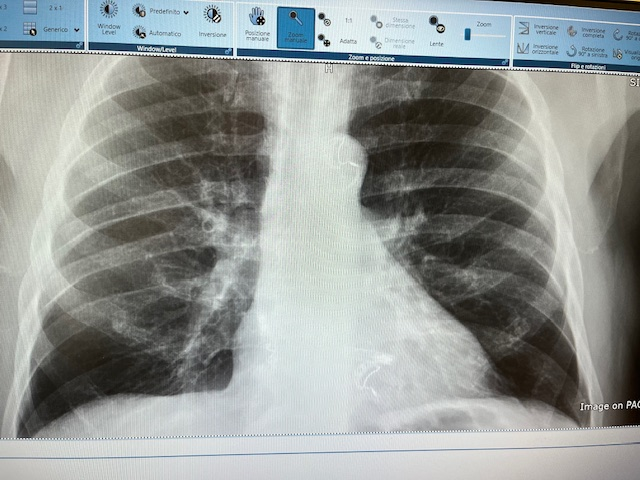 x 3
2 x 1
x 2
Generico
Window
Level
Predefinito
Automatico
Inversione
Window/Level
Posizione
manuale
Zoom
manuale
1:1
Adatta
Stessa
dimensione
Dimensione
reale
Lente
Zoom
Zoom e posizione
Inversione
verticale
Inversione
orizzontale
Inversione
completa
Rotazione
90° a sinistra
Flip e rotazioni
H
Si
Image on PAC